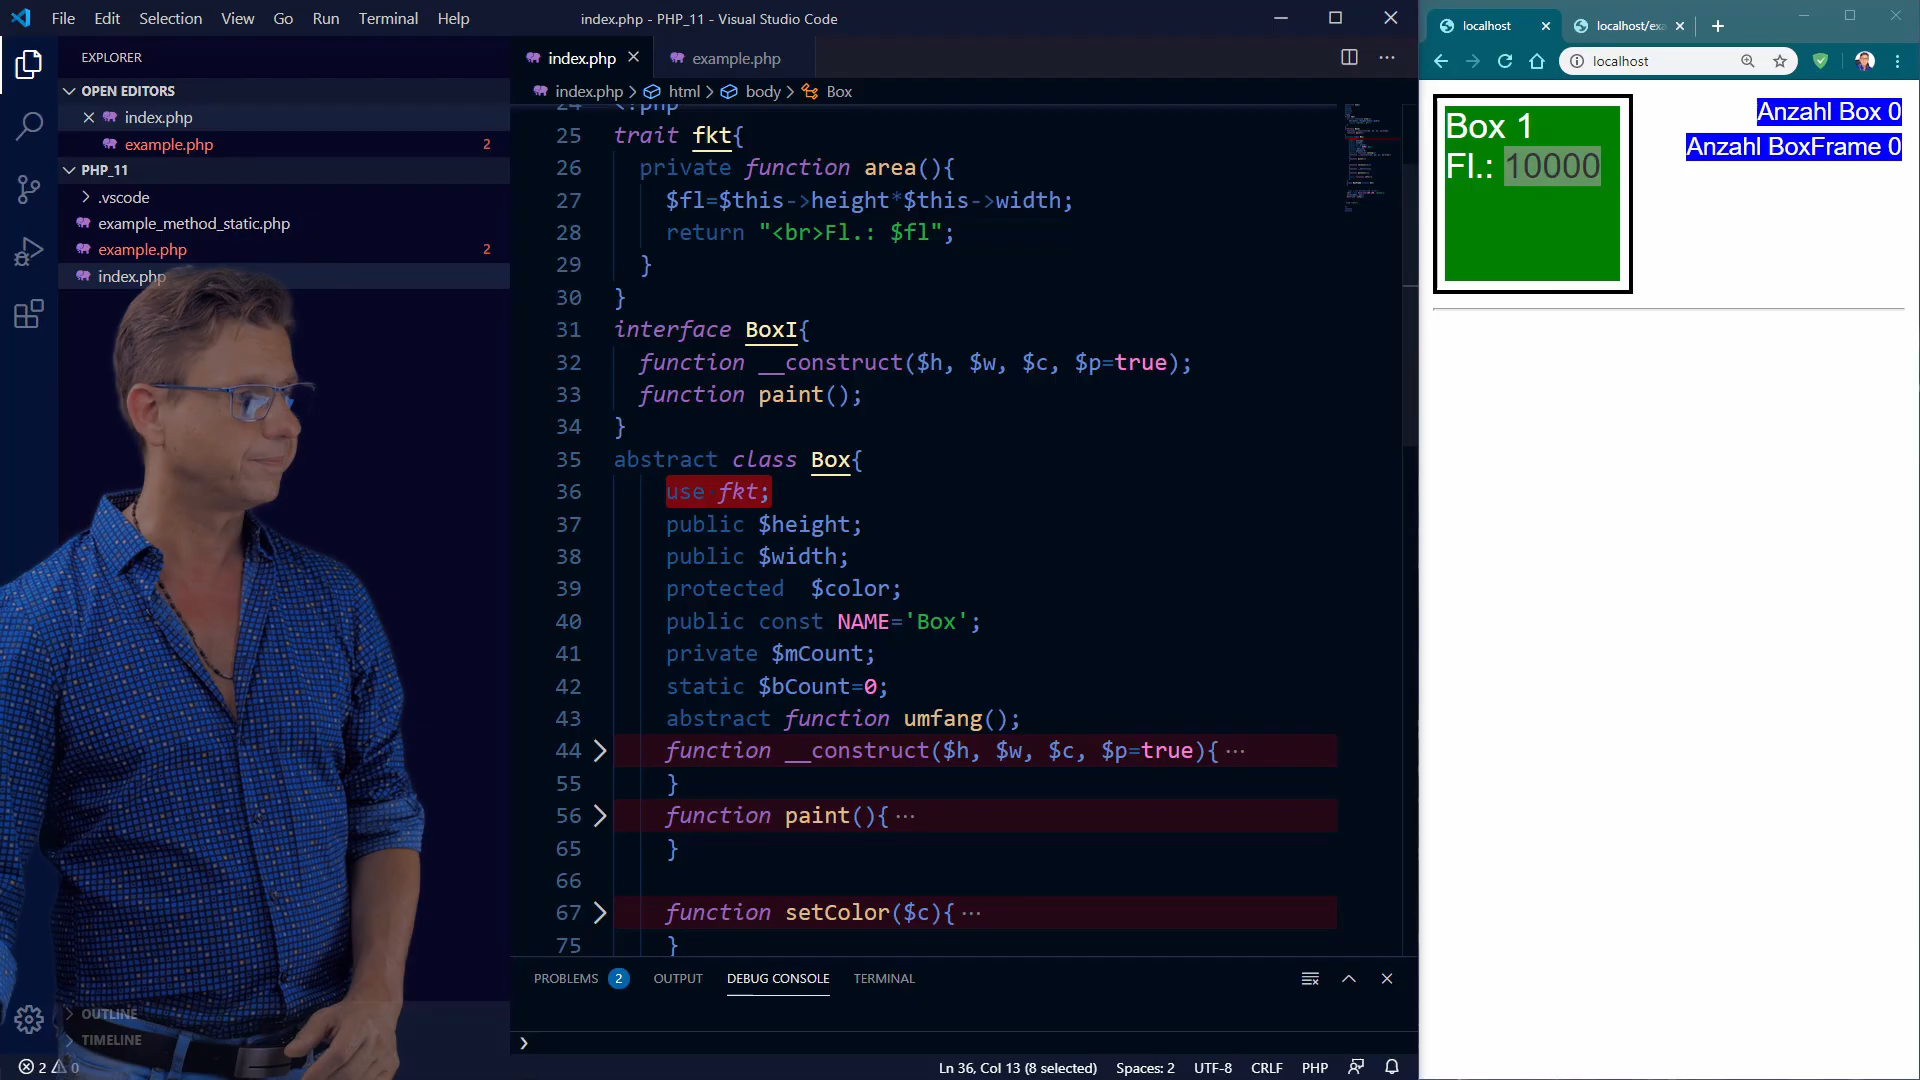 File Edit Selection View Go Run Terminal Help
index.php - PHP_11 - Visual Studio Code
EXPLORER
OPEN EDITORS
index.php
example.php 2
PHP_11
.vscode
example_method_static.php
example.php 2
index.php
OUTLINE
TIMELINE
index.php example.php
index.php > html > body > Box
24 <?php
25 trait fkt{
26 private function area(){
27 $fl=$this->height*$this->width;
28 return "<br>Fl.: $fl";
29 }
30 }
31 interface BoxI{
32 function __construct($h, $w, $c, $p=true);
33 function paint();
34 }
35 abstract class Box{
36 use fkt;
37 public $height;
38 public $width;
39 protected  $color;
40 public const NAME='Box';
41 private $mCount;
42 static $bCount=0;
43 abstract function umfang();
44 function __construct($h, $w, $c, $p=true){ ···
55 }
56 function paint(){ ···
65 }
66
67 function setColor($c){ ···
75 }
PROBLEMS 2 OUTPUT DEBUG CONSOLE TERMINAL
2 0
Ln 36, Col 13 (8 selected) Spaces: 2 UTF-8 CRLF PHP
localhost localhost/exa
localhost
Box 1
Fl.: 10000
Anzahl Box 0
Anzahl BoxFrame 0